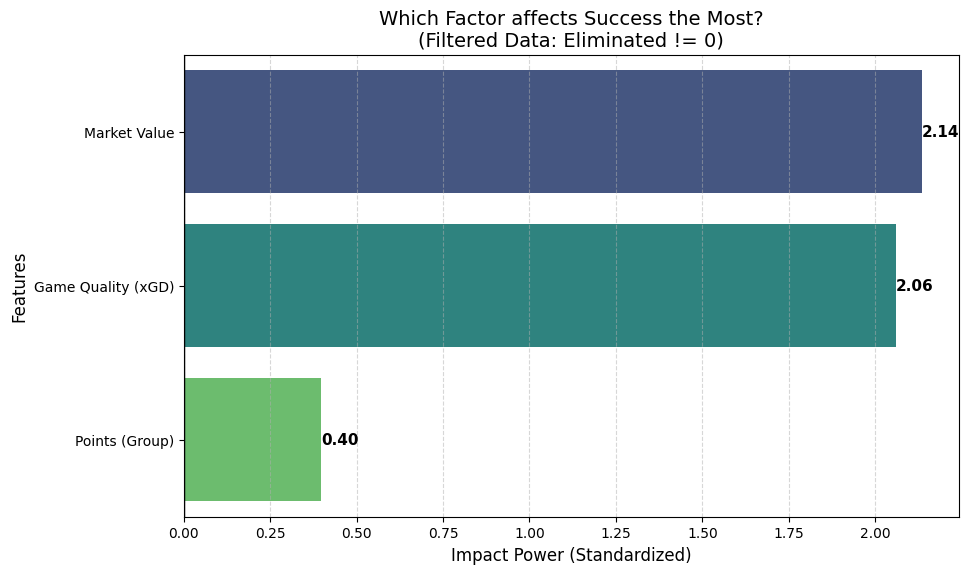 Which Factor affects Success the Most?
(Filtered Data: Eliminated != 0)
Features
Market Value
2.14
Game Quality (xGD)
2.06
Points (Group)
0.40
0.00 0.25 0.50 0.75 1.00 1.25 1.50 1.75 2.00
Impact Power (Standardized)